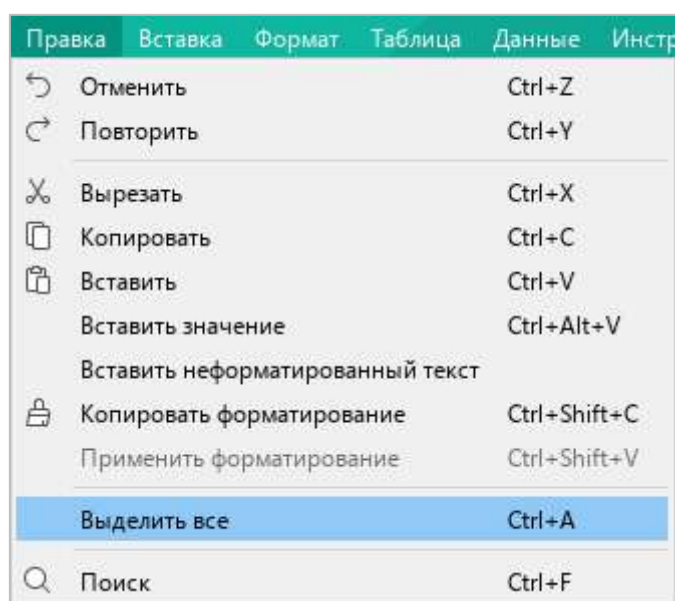 Правка Вставка Формат Таблица Данные Инстр
Отменить Ctrl+Z
Повторить Ctrl+Y
Вырезать Ctrl+X
Копировать Ctrl+C
Вставить Ctrl+V
Вставить значение Ctrl+Alt+V
Вставить неформатированный текст
Копировать форматирование Ctrl+Shift+C
Применить форматирование Ctrl+Shift+V
Выделить все Ctrl+A
Поиск Ctrl+F